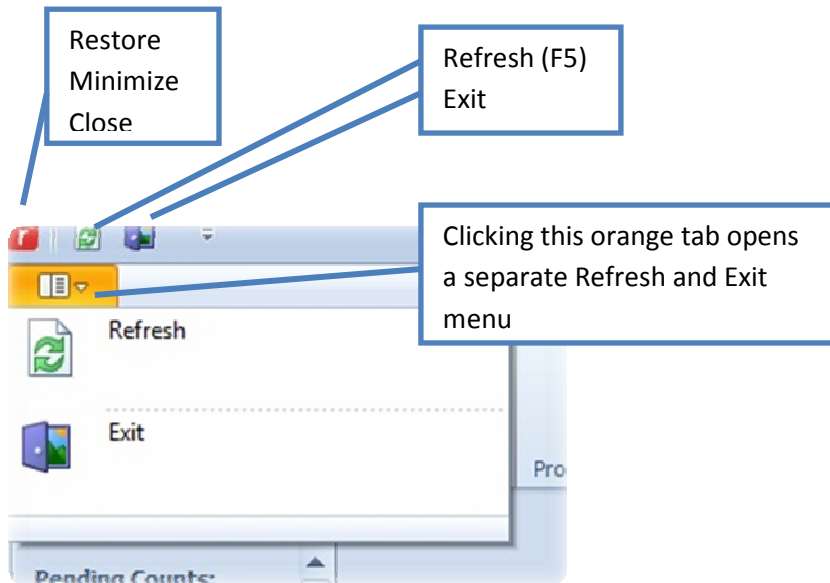 Restore
Minimize
Close
Refresh (F5)
Exit
Clicking this orange tab opens
a separate Refresh and Exit
menu
Refresh
Exit
Pro
Pending Counts: